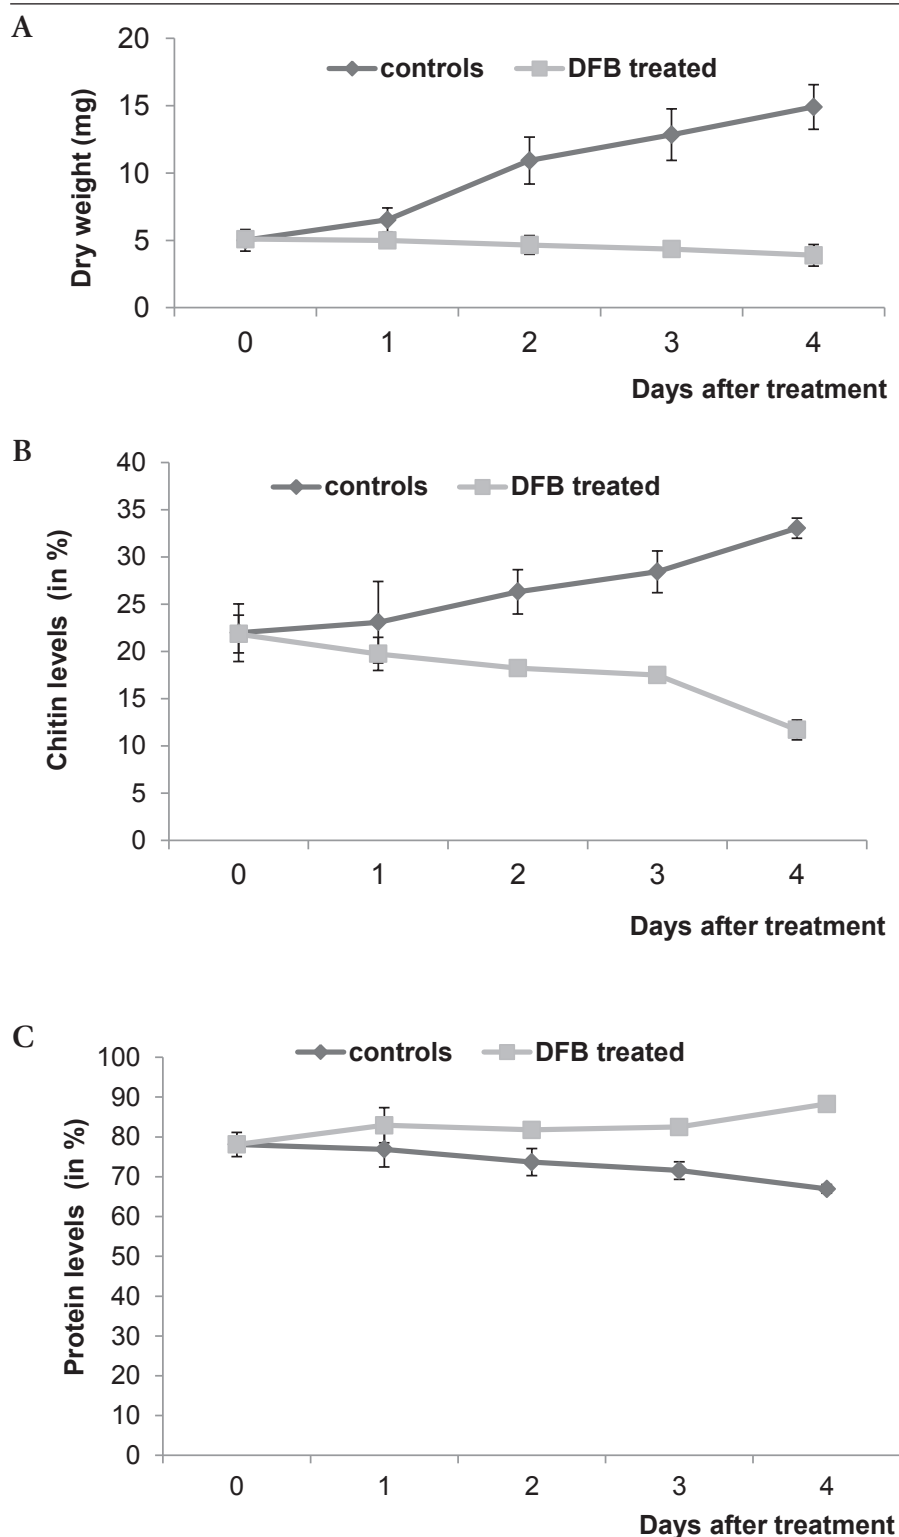 A
20
controls DFB treated
15
10
5
0
Dry weight (mg)
0 1 2 3 4
Days after treatment
B
40
controls DFB treated
35
30
25
20
15
10
5
0
Chitin levels (in %)
0 1 2 3 4
Days after treatment
C
controls DFB treated
100
90
80
70
60
50
40
30
20
10
0
Protein levels (in %)
0 1 2 3 4
Days after treatment